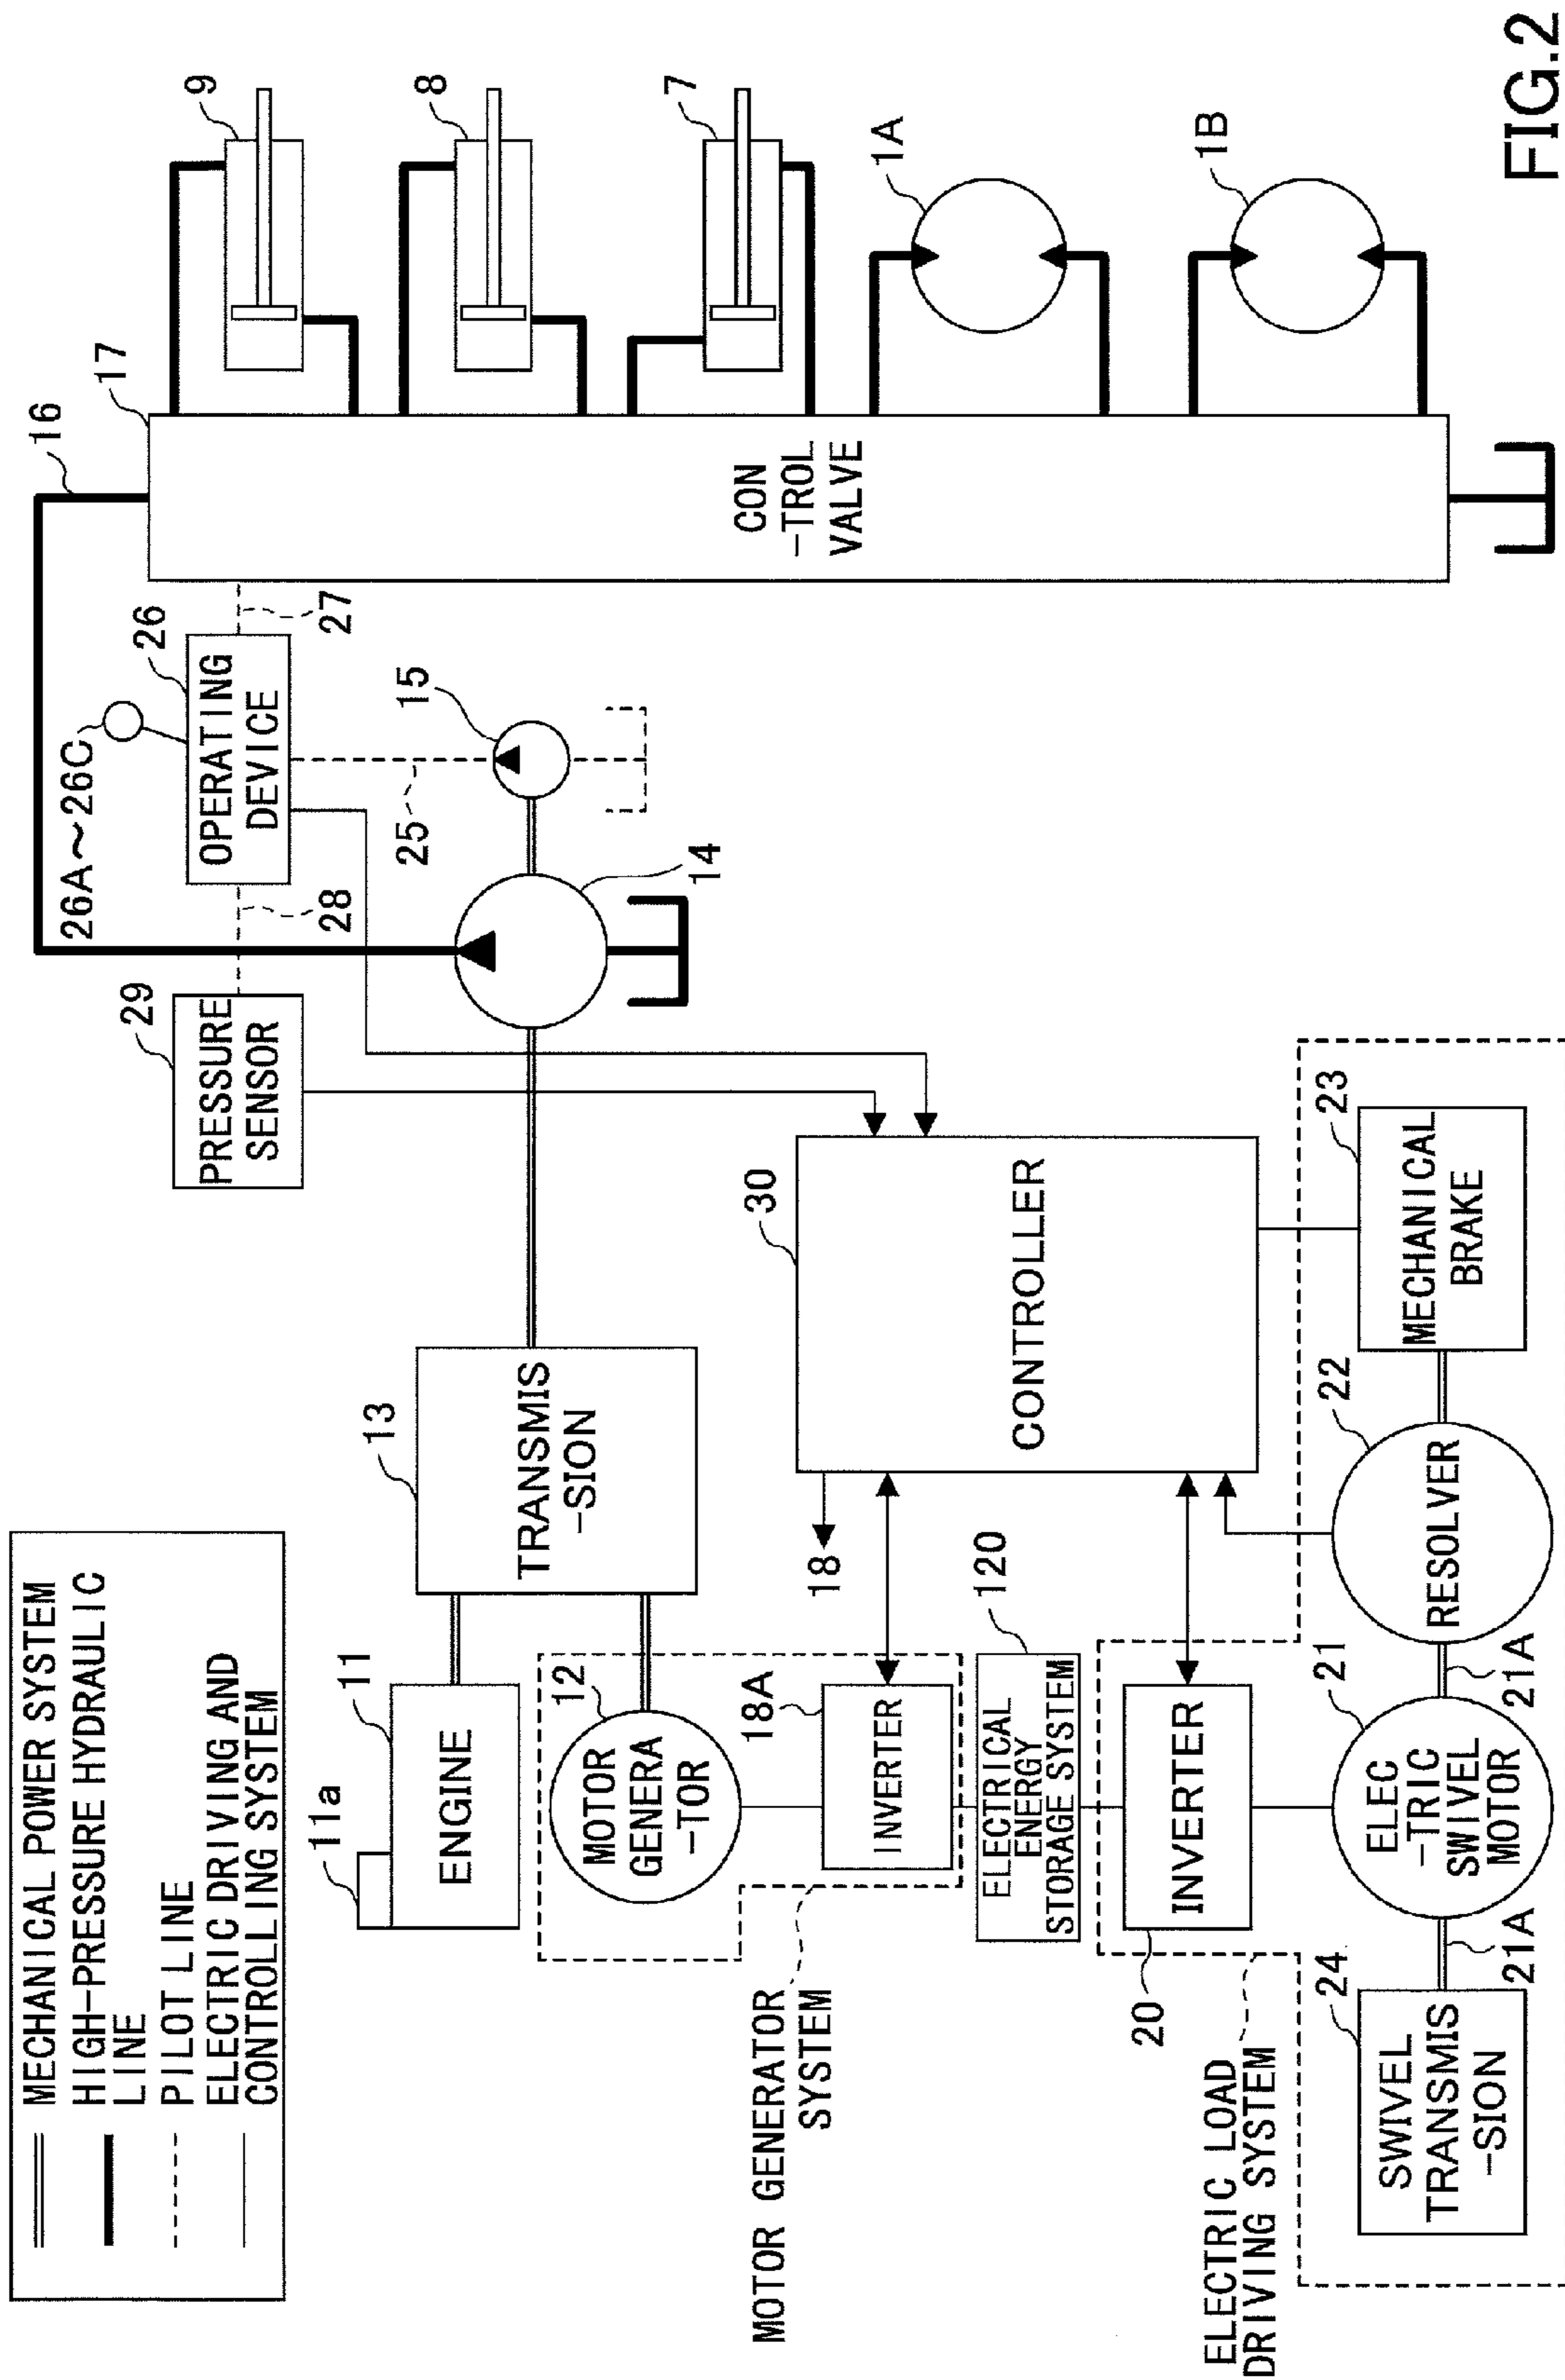 MECHANICAL POWER SYSTEM
HIGH-PRESSURE HYDRAULIC
LINE
PILOT LINE
ELECTRIC DRIVING AND
CONTROLLING SYSTEM
11a
11
ENGINE
13
TRANSMIS
-SION
12
MOTOR
GENERA
-TOR
MOTOR GENERATOR
SYSTEM
18A
INVERTER
18
120
ELECTRICAL
ENERGY
STORAGE SYSTEM
ELECTRIC LOAD
DRIVING SYSTEM
20
INVERTER
24
SWIVEL
TRANSMIS
-SION
21A
21
ELEC
-TRIC
SWIVEL
MOTOR
21A
22
RESOLVER
23
MECHANICAL
BRAKE
30
CONTROLLER
29
PRESSURE
SENSOR
28
26A~26C
26
OPERATING
DEVICE
27
25
15
14
16
17
CON
-TROL
VALVE
9
8
7
1A
1B
FIG.2